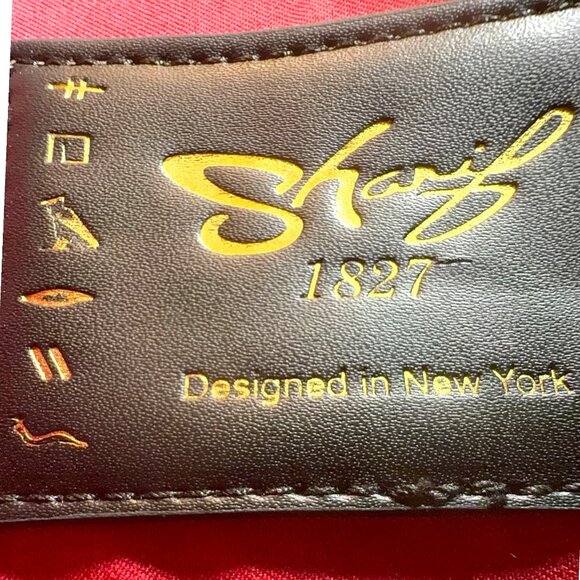 𓊃
𓉔
𓄿
𓂋
𓏭
𓆑
Sharif
1827
Designed in New York